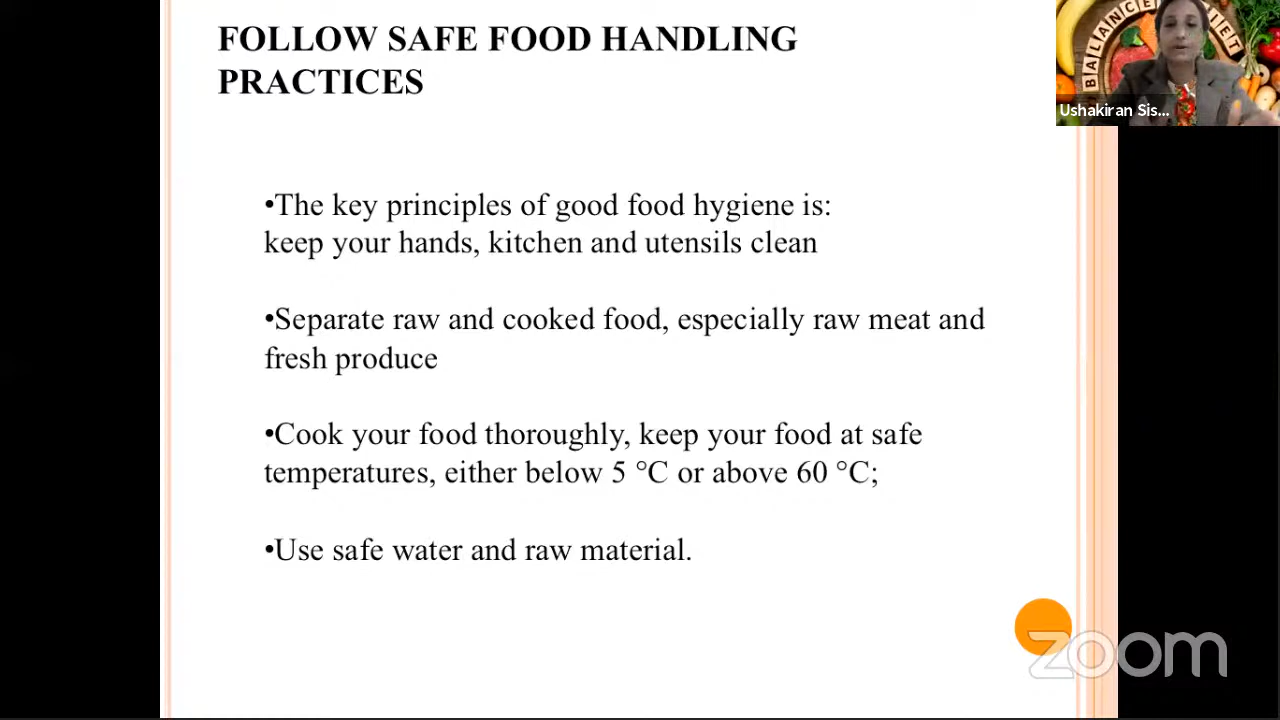 FOLLOW SAFE FOOD HANDLING
PRACTICES
BALANCE
IET
Ushakiran Sis...
•The key principles of good food hygiene is:
keep your hands, kitchen and utensils clean
•Separate raw and cooked food, especially raw meat and
fresh produce
•Cook your food thoroughly, keep your food at safe
temperatures, either below 5 °C or above 60 °C;
•Use safe water and raw material.
zoom